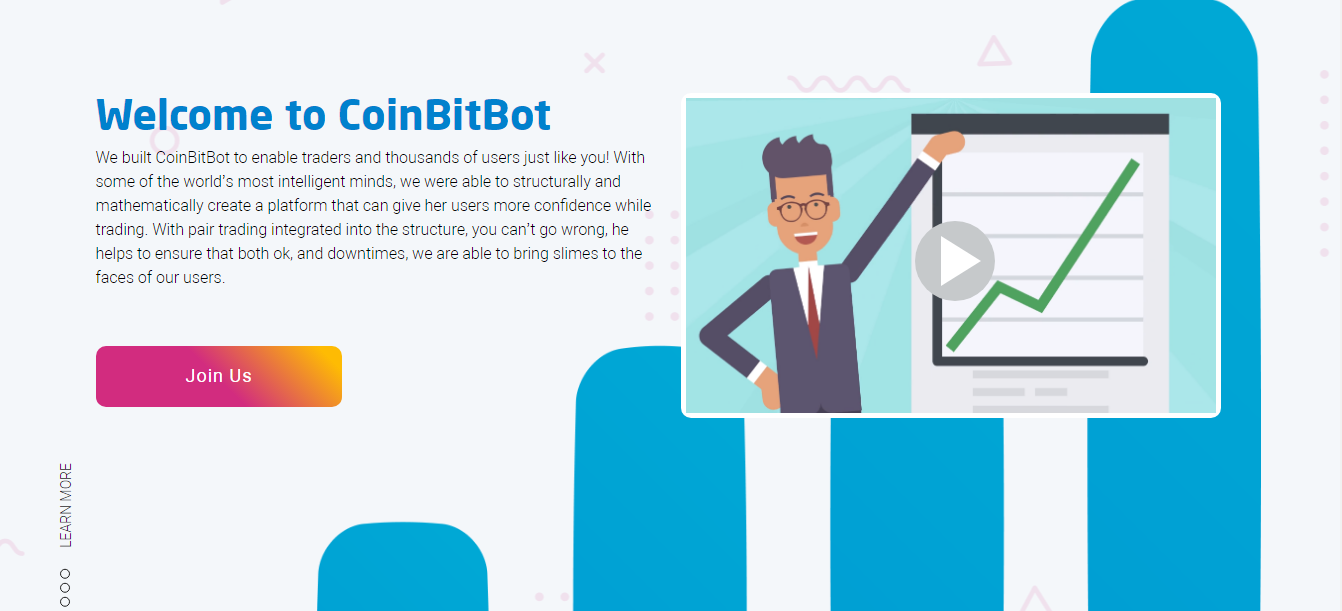 Welcome to CoinBitBot
We built CoinBitBot to enable traders and thousands of users just like you! With
some of the world's most intelligent minds, we were able to structurally and
mathematically create a platform that can give her users more confidence while
trading. With pair trading integrated into the structure, you can't go wrong, he
helps to ensure that both ok, and downtimes, we are able to bring slimes to the
faces of our users.
Join Us
LEARN MORE